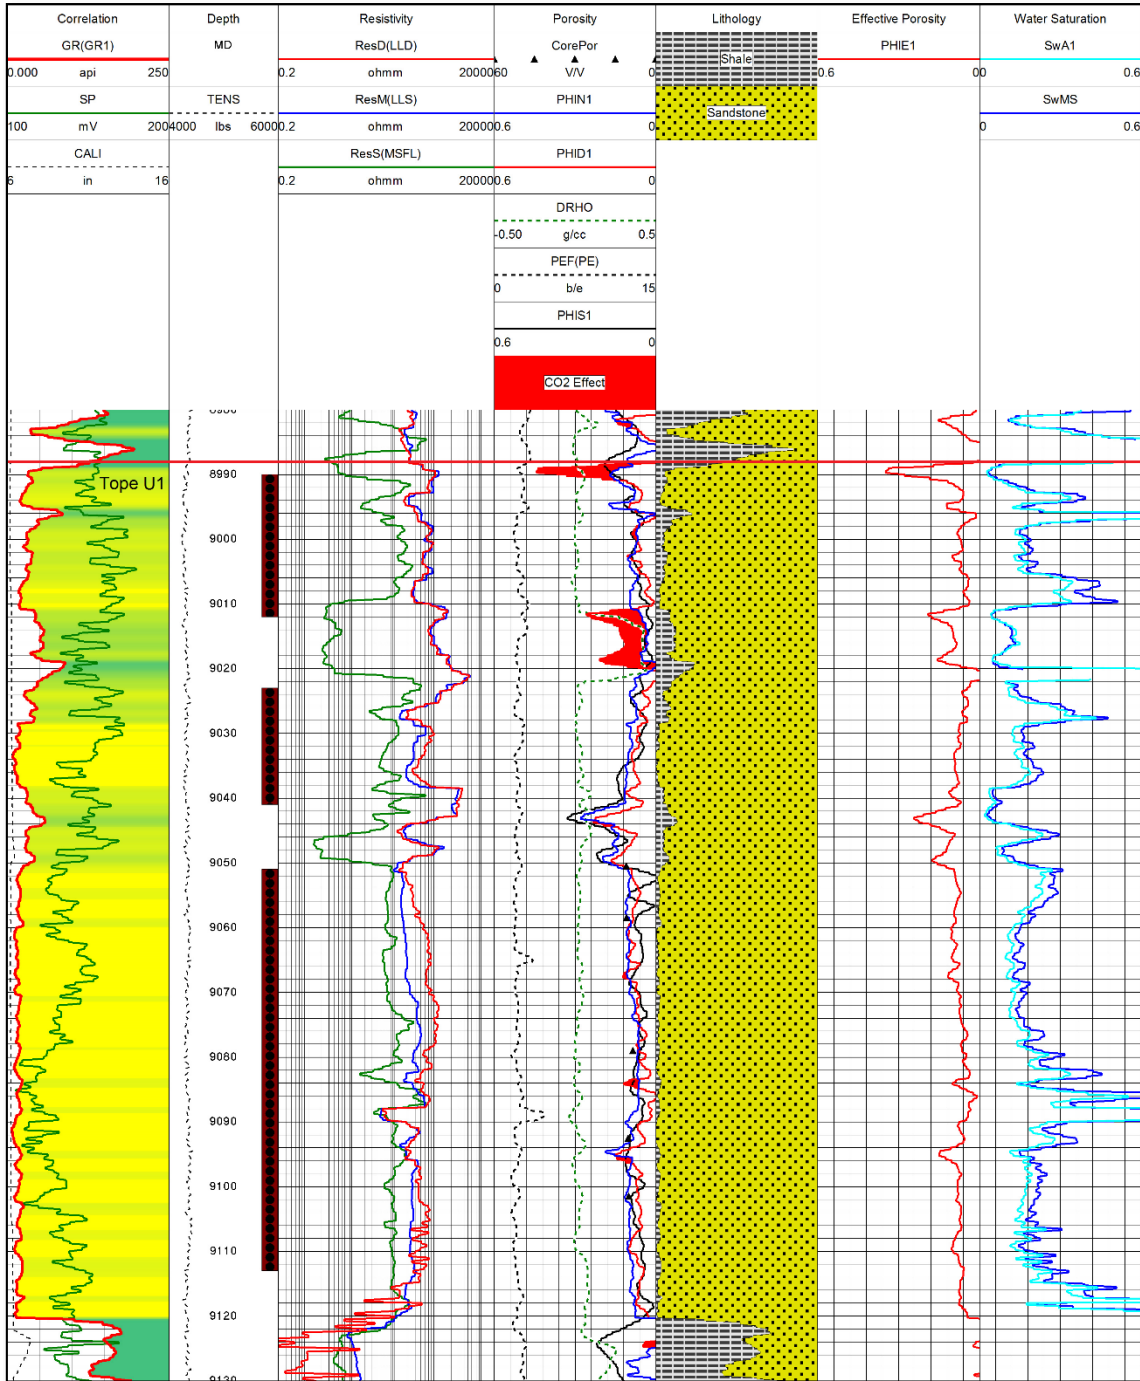 Correlation Depth Resistivity Porosity Lithology Effective Porosity Water Saturation
GR(GR1) MD ResD(LLD) CorePor Shale PHIE1 SwA1
0.000 api 250 0.2 ohmm 20000 60 V/V 0 0.6 0 0 0.6
SP TENS ResM(LLS) PHIN1 Sandstone SwMS
100 mV 200 4000 lbs 6000 0.2 ohmm 20000 0.6 0 0 0.6
CALI ResS(MSFL) PHID1
6 in 16 0.2 ohmm 20000 0.6 0
DRHO
-0.50 g/cc 0.5
PEF(PE)
0 b/e 15
PHIS1
0.6 0
CO2 Effect
8990
Tope U1
9000
9010
9020
9030
9040
9050
9060
9070
9080
9090
9100
9110
9120
9130